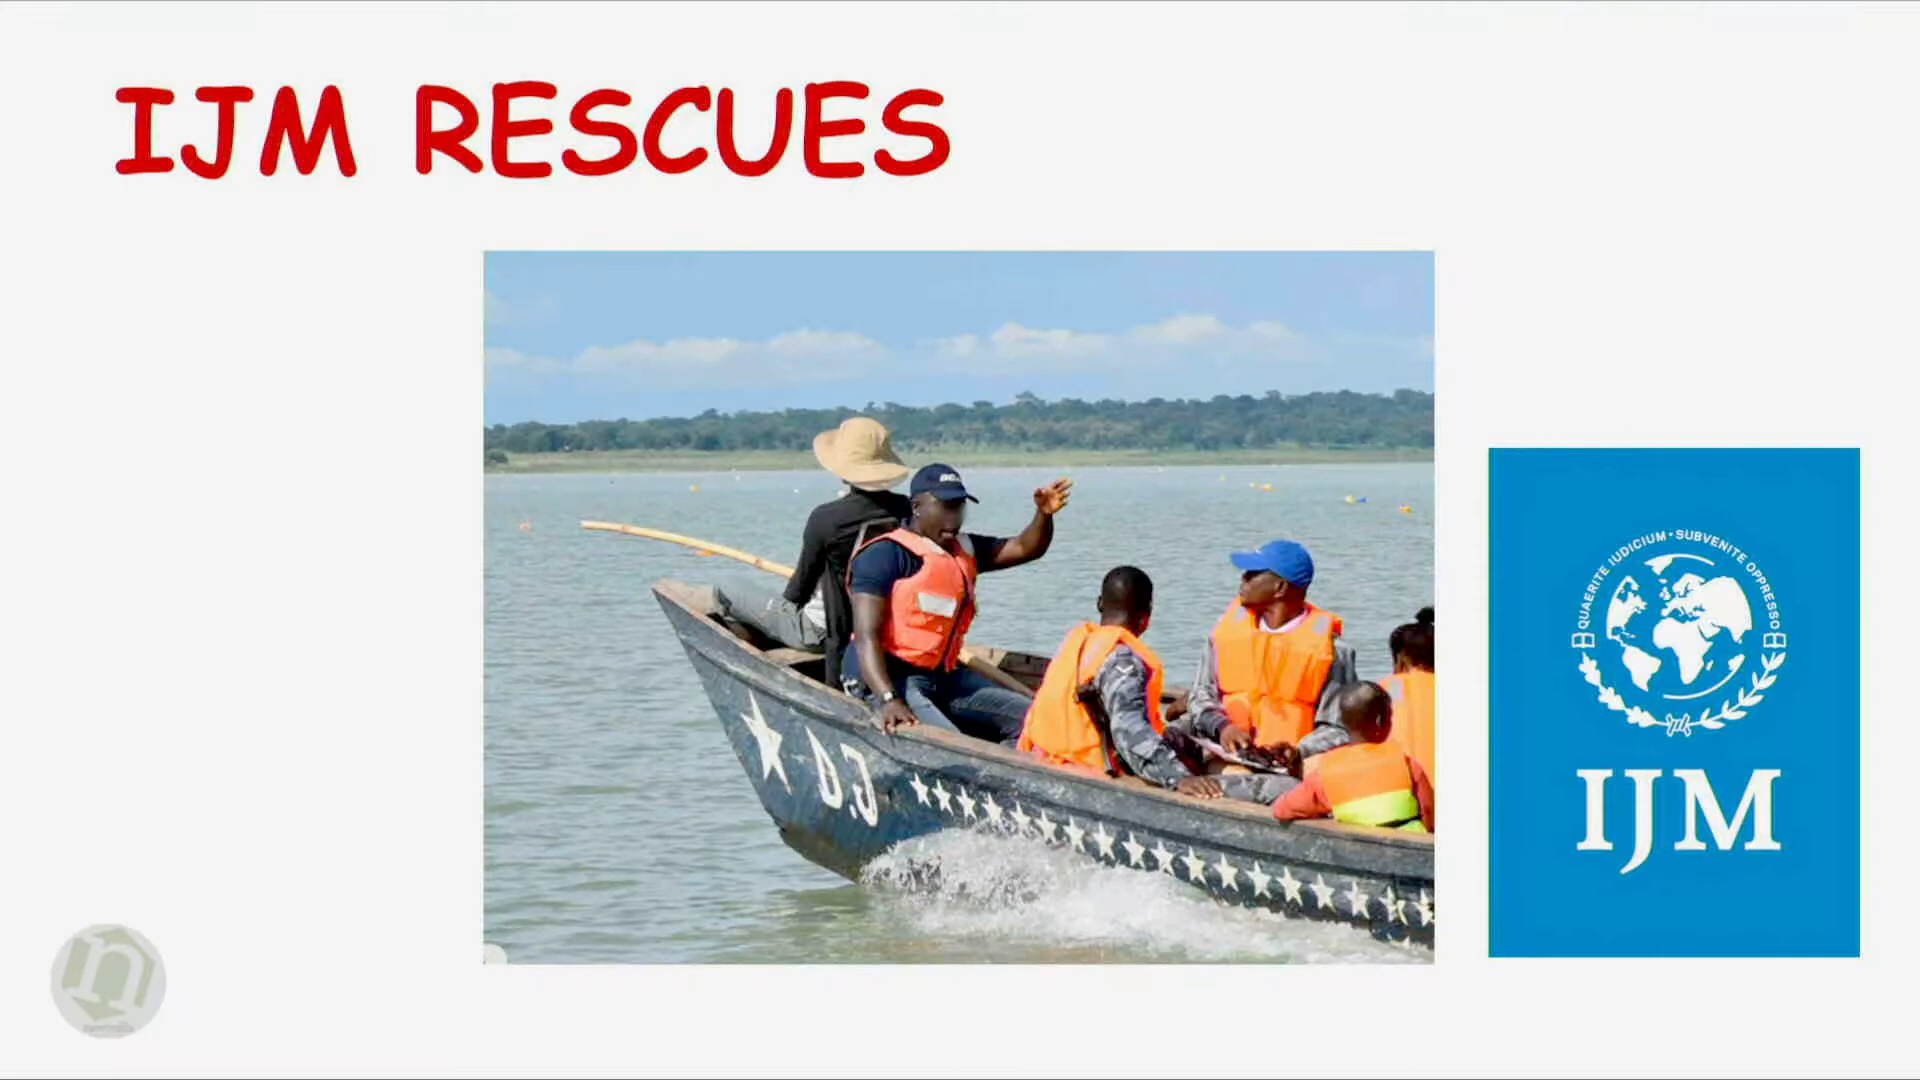 IJM RESCUES
D.J
QUAERITE IUDICIUM • SUBVENITE OPPRESSO
IJM